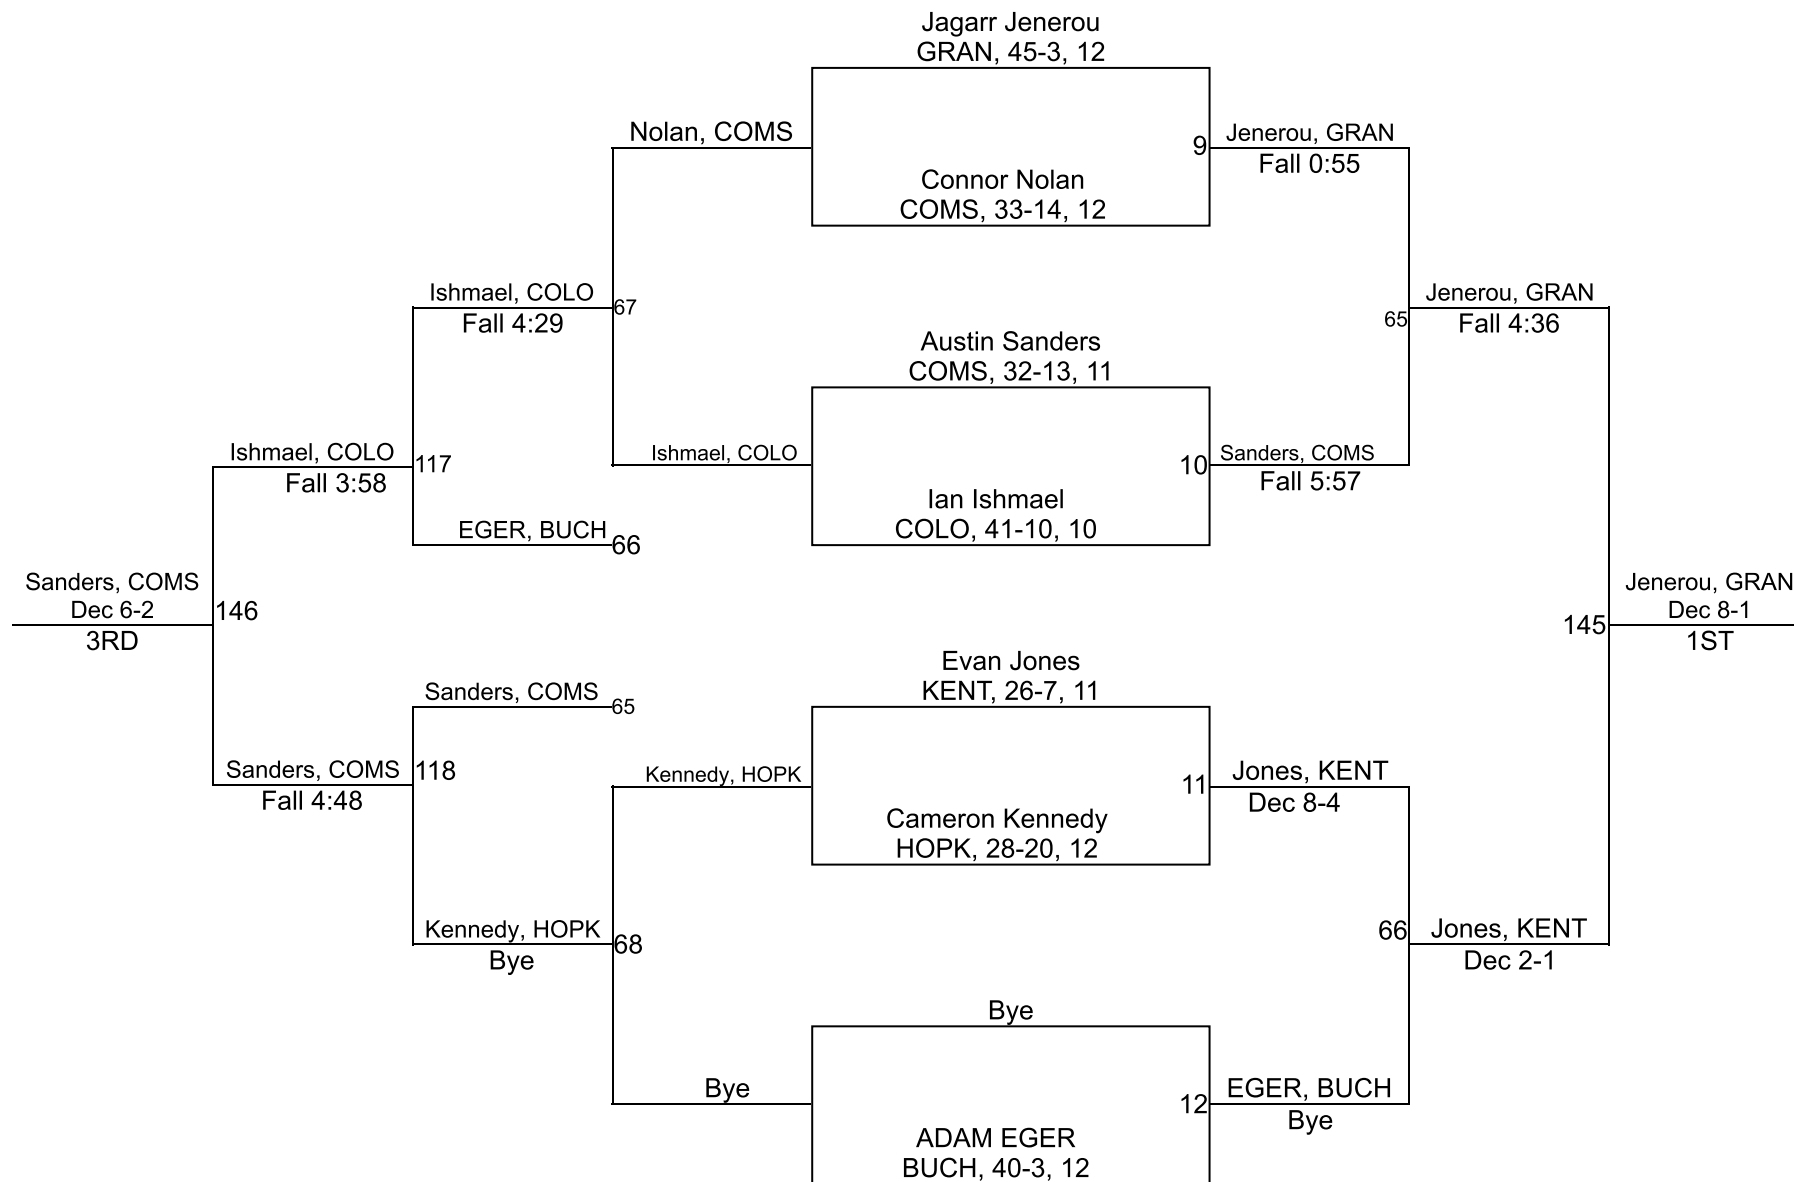 Jagarr Jenerou
GRAN, 45-3, 12
Nolan, COMS
9
Jenerou, GRAN
Fall 0:55
Connor Nolan
COMS, 33-14, 12
Ishmael, COLO
Fall 4:29
67
65
Jenerou, GRAN
Fall 4:36
Austin Sanders
COMS, 32-13, 11
Ishmael, COLO
Fall 3:58
117
Ishmael, COLO
10
Sanders, COMS
Fall 5:57
Ian Ishmael
COLO, 41-10, 10
EGER, BUCH
66
Sanders, COMS
Dec 6-2
3RD
146
145
Jenerou, GRAN
Dec 8-1
1ST
Evan Jones
KENT, 26-7, 11
Sanders, COMS
65
Sanders, COMS
Fall 4:48
118
Kennedy, HOPK
11
Jones, KENT
Dec 8-4
Cameron Kennedy
HOPK, 28-20, 12
Kennedy, HOPK
Bye
68
66
Jones, KENT
Dec 2-1
Bye
Bye
12
EGER, BUCH
Bye
ADAM EGER
BUCH, 40-3, 12